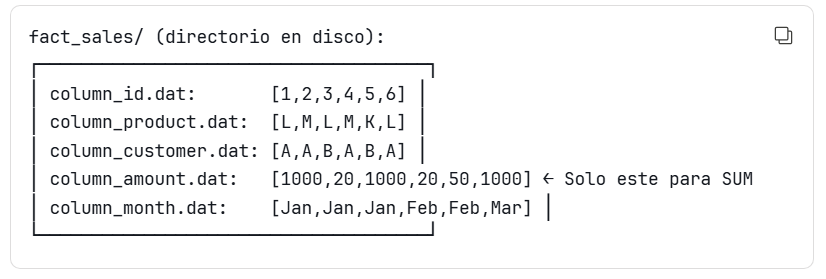 fact_sales/ (directorio en disco):
column_id.dat: [1,2,3,4,5,6]
column_product.dat: [L,M,L,M,K,L]
column_customer.dat: [A,A,B,A,B,A]
column_amount.dat: [1000,20,1000,20,50,1000] ← Solo este para SUM
column_month.dat: [Jan,Jan,Jan,Feb,Feb,Mar]